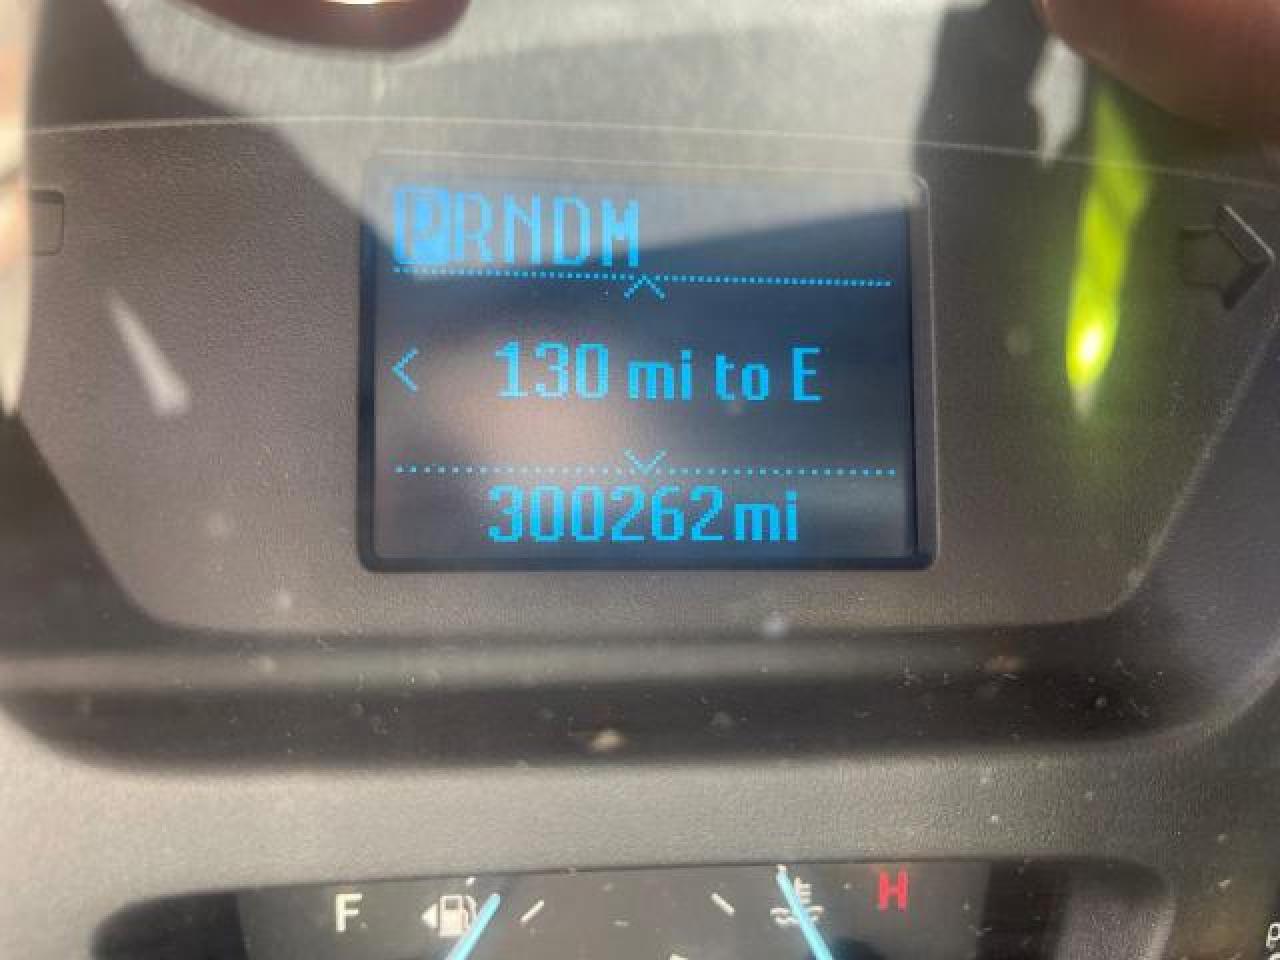 PRNDM
130 mi to E
300262mi
F
H